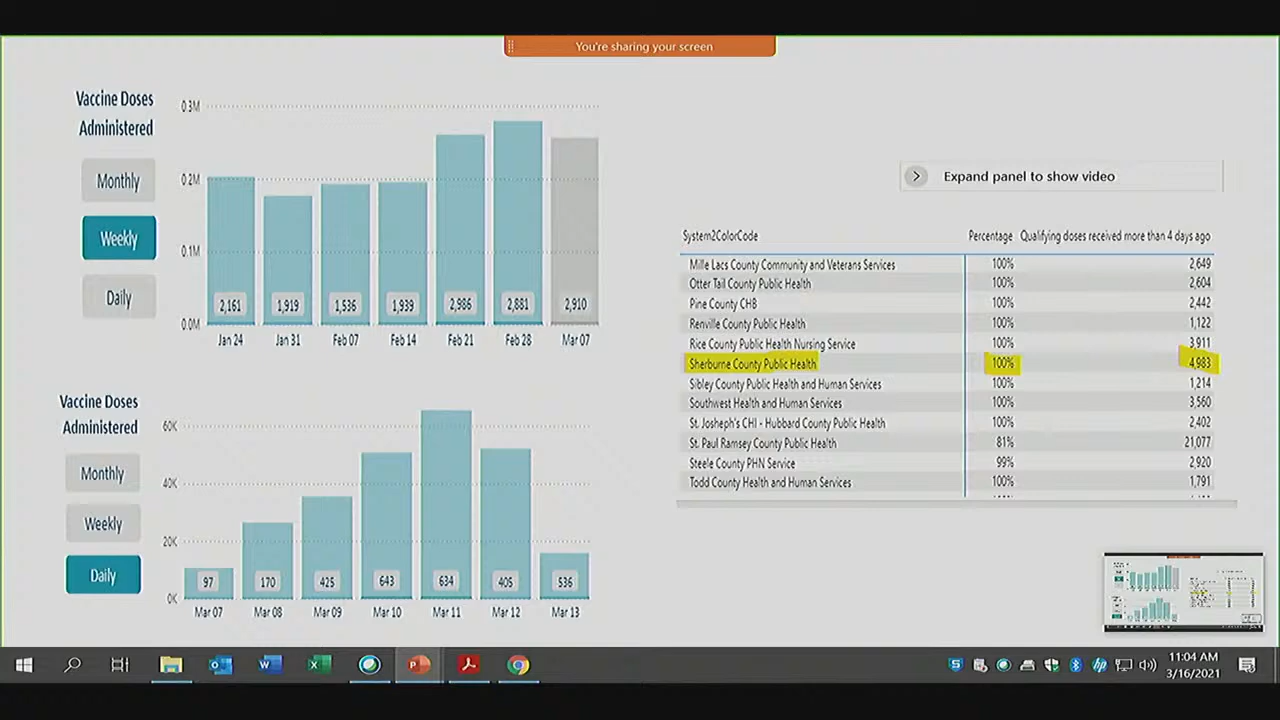 You're sharing your screen
Vaccine Doses
Administered
Monthly
Weekly
Daily
0.3M
0.2M
0.1M
0.0M
2,161 1,919 1,536 1,939 2,986 2,881 2,910
Jan 24 Jan 31 Feb 07 Feb 14 Feb 21 Feb 28 Mar 07
Vaccine Doses
Administered
Monthly
Weekly
Daily
60K
40K
20K
0K
97 170 425 643 634 405 536
Mar 07 Mar 08 Mar 09 Mar 10 Mar 11 Mar 12 Mar 13
Expand panel to show video
System2ColorCode Percentage Qualifying doses received more than 4 days ago
Mille Lacs County Community and Veterans Services 100% 2,649
Otter Tail County Public Health 100% 2,604
Pine County CHB 100% 2,442
Renville County Public Health 100% 1,122
Rice County Public Health Nursing Service 100% 3,911
Sherburne County Public Health 100% 4,983
Sibley County Public Health and Human Services 100% 1,214
Southwest Health and Human Services 100% 3,560
St. Josheph's CHI - Hubbard County Public Health 100% 2,402
St. Paul Ramsey County Public Health 81% 21,077
Steele County PHN Service 99% 2,920
Todd County Health and Human Services 100% 1,791
11:04 AM
3/16/2021